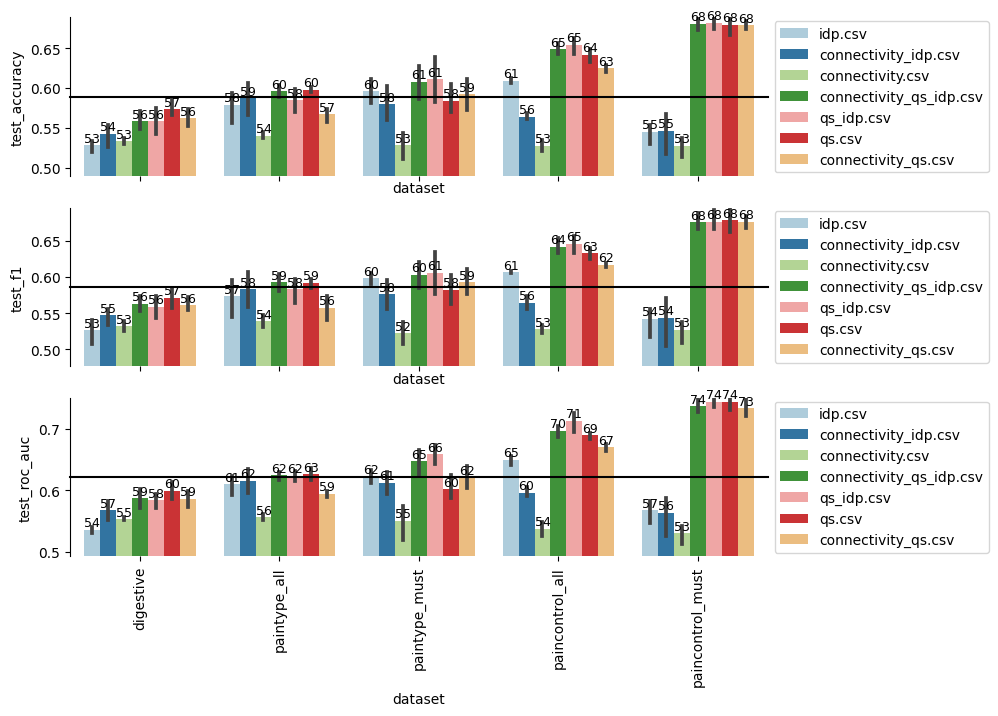 test_accuracy
0.65
0.60
0.55
0.50
53 54 53 56 56 57 56
58 59 54 60 58 60 57
60 58 53 61 61 58 59
61 56 53 65 65 64 63
55 55 53 68 68 68 68
dataset
idp.csv
connectivity_idp.csv
connectivity.csv
connectivity_qs_idp.csv
qs_idp.csv
qs.csv
connectivity_qs.csv
test_f1
0.65
0.60
0.55
0.50
53 55 53 56 56 57 56
57 58 54 59 58 59 56
60 58 52 60 61 58 59
61 56 53 64 65 63 62
54 54 53 68 68 68 68
dataset
idp.csv
connectivity_idp.csv
connectivity.csv
connectivity_qs_idp.csv
qs_idp.csv
qs.csv
connectivity_qs.csv
test_roc_auc
0.7
0.6
0.5
54 57 55 59 58 60 59
61 62 56 62 62 63 59
62 61 55 65 66 60 62
65 60 54 70 71 69 67
57 56 53 74 74 74 73
idp.csv
connectivity_idp.csv
connectivity.csv
connectivity_qs_idp.csv
qs_idp.csv
qs.csv
connectivity_qs.csv
digestive
paintype_all
paintype_must
paincontrol_all
paincontrol_must
dataset